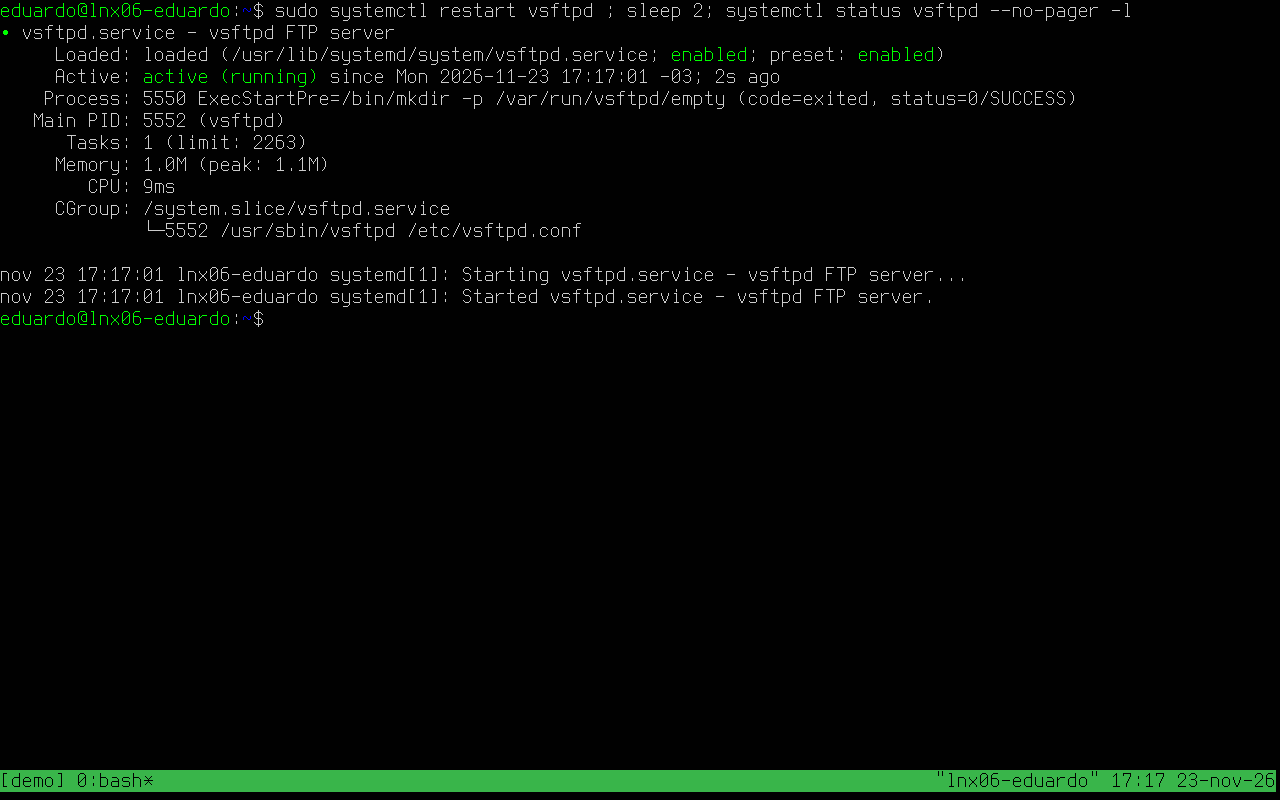 eduardo@lnx06-eduardo:~$ sudo systemctl restart vsftpd ; sleep 2; systemctl status vsftpd --no-pager -l
• vsftpd.service - vsftpd FTP server
     Loaded: loaded (/usr/lib/systemd/system/vsftpd.service; enabled; preset: enabled)
     Active: active (running) since Mon 2026-11-23 17:17:01 -03; 2s ago
    Process: 5550 ExecStartPre=/bin/mkdir -p /var/run/vsftpd/empty (code=exited, status=0/SUCCESS)
   Main PID: 5552 (vsftpd)
      Tasks: 1 (limit: 2263)
     Memory: 1.0M (peak: 1.1M)
        CPU: 9ms
     CGroup: /system.slice/vsftpd.service
             └─5552 /usr/sbin/vsftpd /etc/vsftpd.conf
nov 23 17:17:01 lnx06-eduardo systemd[1]: Starting vsftpd.service - vsftpd FTP server...
nov 23 17:17:01 lnx06-eduardo systemd[1]: Started vsftpd.service - vsftpd FTP server.
eduardo@lnx06-eduardo:~$
[demo] 0:bash* "lnx06-eduardo" 17:17 23-nov-26